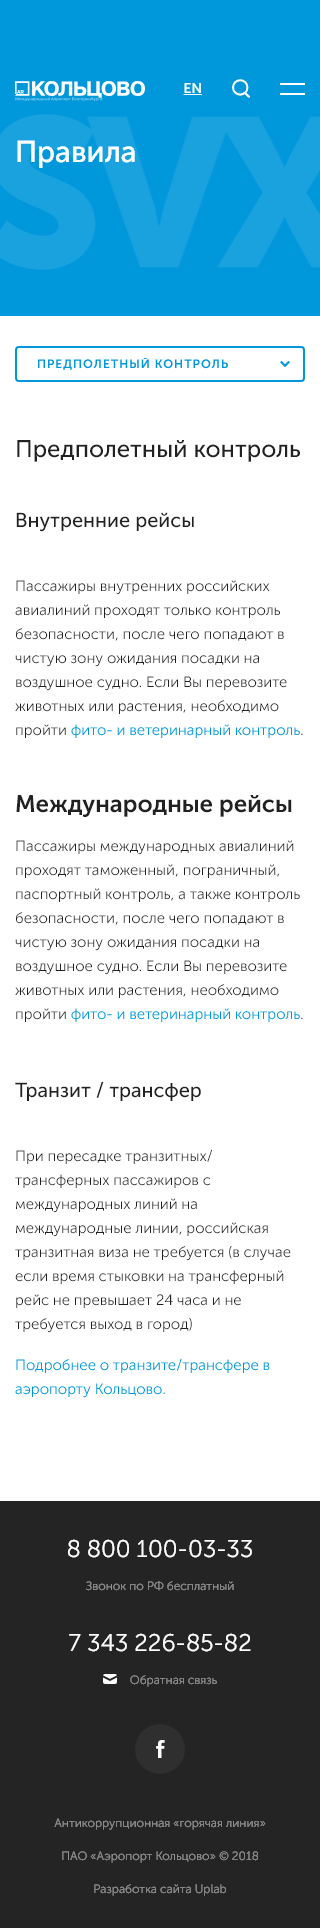 КОЛЬЦОВО
Международный аэропорт Екатеринбург
EN
SVX
Правила
ПРЕДПОЛЕТНЫЙ КОНТРОЛЬ
Предполетный контроль
Внутренние рейсы
Пассажиры внутренних российских
авиалиний проходят только контроль
безопасности, после чего попадают в
чистую зону ожидания посадки на
воздушное судно. Если Вы перевозите
животных или растения, необходимо
пройти фито- и ветеринарный контроль.
Международные рейсы
Пассажиры международных авиалиний
проходят таможенный, пограничный,
паспортный контроль, а также контроль
безопасности, после чего попадают в
чистую зону ожидания посадки на
воздушное судно. Если Вы перевозите
животных или растения, необходимо
пройти фито- и ветеринарный контроль.
Транзит / трансфер
При пересадке транзитных/
трансферных пассажиров с
международных линий на
международные линии, российская
транзитная виза не требуется (в случае
если время стыковки на трансферный
рейс не превышает 24 часа и не
требуется выход в город)
Подробнее о транзите/трансфере в
аэропорту Кольцово.
8 800 100-03-33
Звонок по РФ бесплатный
7 343 226-85-82
Обратная связь
f
Антикоррупционная «горячая линия»
ПАО «Аэропорт Кольцово» © 2018
Разработка сайта Uplab